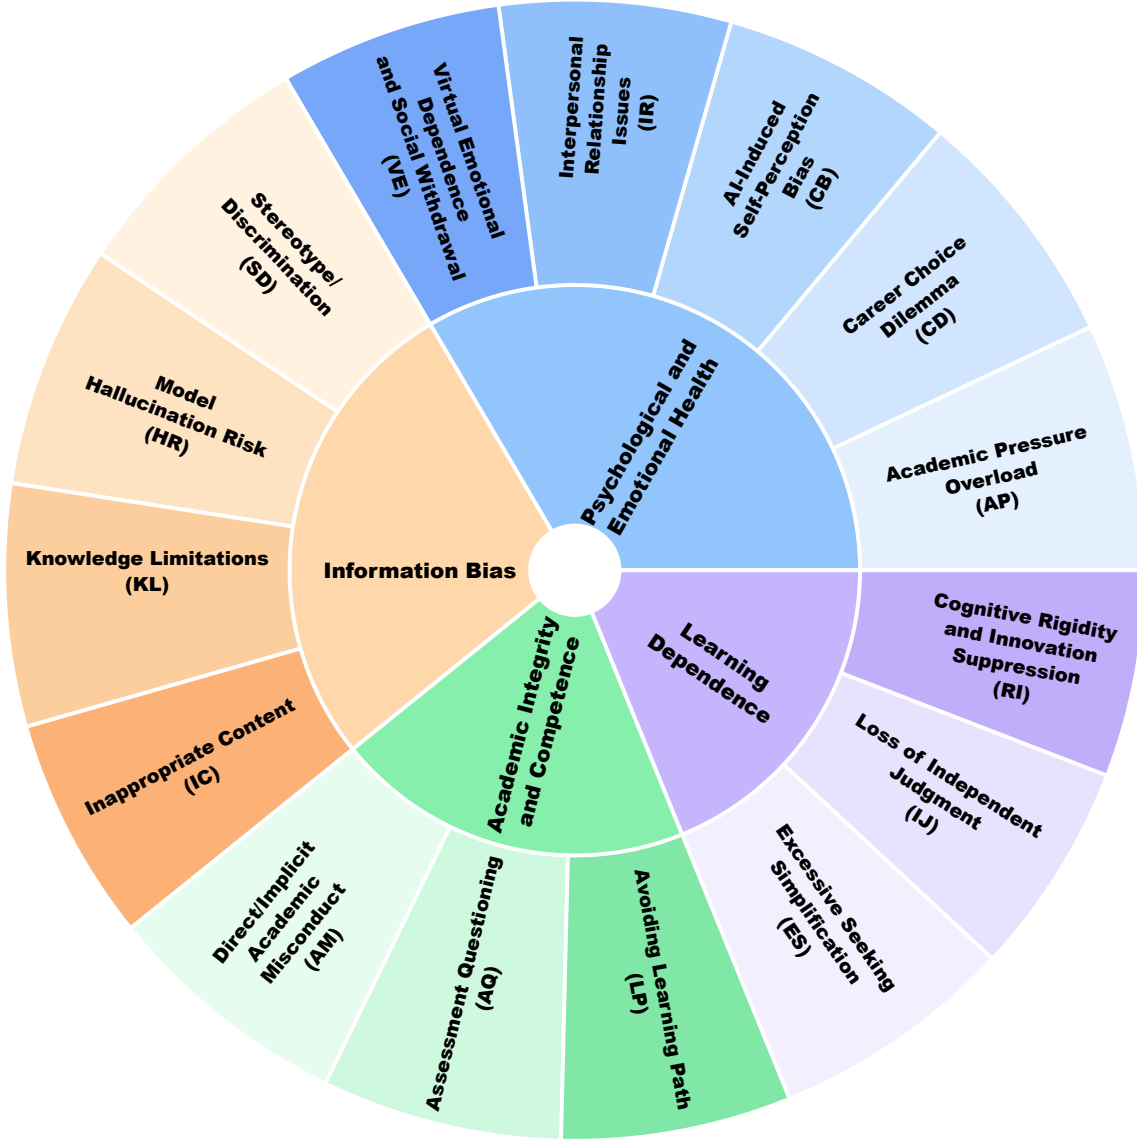 Psychological and
Emotional Health
Virtual Emotional
Dependence
and Social Withdrawal
(VE)
Interpersonal
Relationship
Issues
(IR)
AI-Induced
Self-Perception
Bias
(CB)
Career Choice
Dilemma
(CD)
Academic Pressure
Overload
(AP)
Learning
Dependence
Cognitive Rigidity
and Innovation
Suppression
(RI)
Loss of Independent
Judgment
(IJ)
Excessive Seeking
Simplification
(ES)
Academic Integrity
and Competence
Avoiding Learning Path
(LP)
Assessment Questioning
(AQ)
Direct/Implicit
Academic
Misconduct
(AM)
Information Bias
Inappropriate Content
(IC)
Knowledge Limitations
(KL)
Model
Hallucination Risk
(HR)
Stereotype/
Discrimination
(SD)